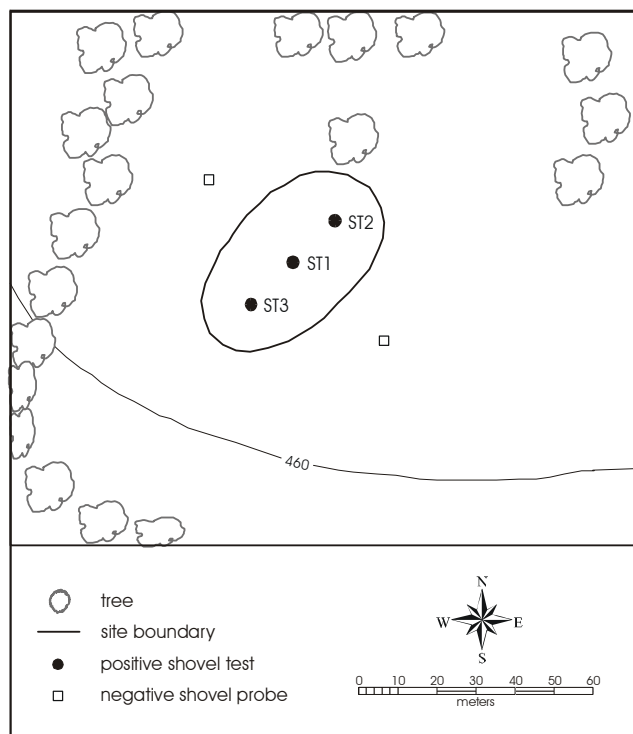 ST2
ST1
ST3
460
tree
site boundary
positive shovel test
negative shovel probe
N
W E
S
0 10 20 30 40 50 60
meters